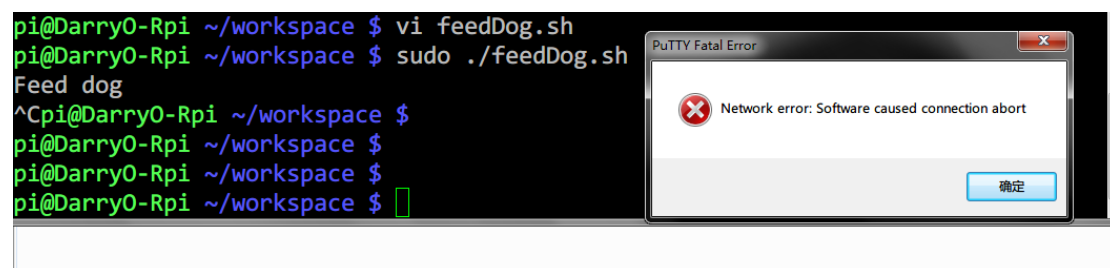 pi@DarryO-Rpi ~/workspace $ vi feedDog.sh
pi@DarryO-Rpi ~/workspace $ sudo ./feedDog.sh
Feed dog
^Cpi@DarryO-Rpi ~/workspace $
pi@DarryO-Rpi ~/workspace $
pi@DarryO-Rpi ~/workspace $
pi@DarryO-Rpi ~/workspace $
PuTTY Fatal Error
Network error: Software caused connection abort
确定